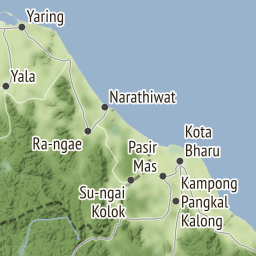 Yaring
Yala
Narathiwat
Ra-ngae
Pasir
Mas
Kota
Bharu
Su-ngai
Kolok
Kampong
Pangkal
Kalong